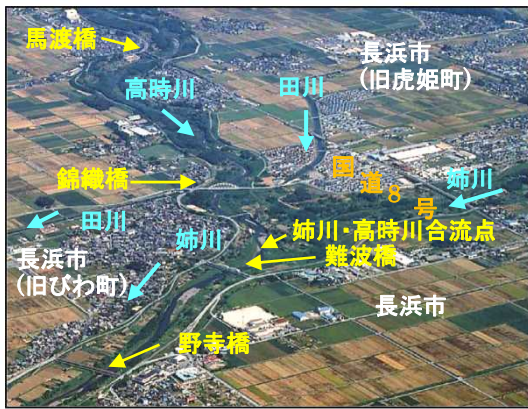 馬渡橋
長浜市
(旧虎姫町)
高時川
田川
国道8号
姉川
錦織橋
田川
姉川
姉川・高時川合流点
難波橋
長浜市
(旧びわ町)
長浜市
野寺橋